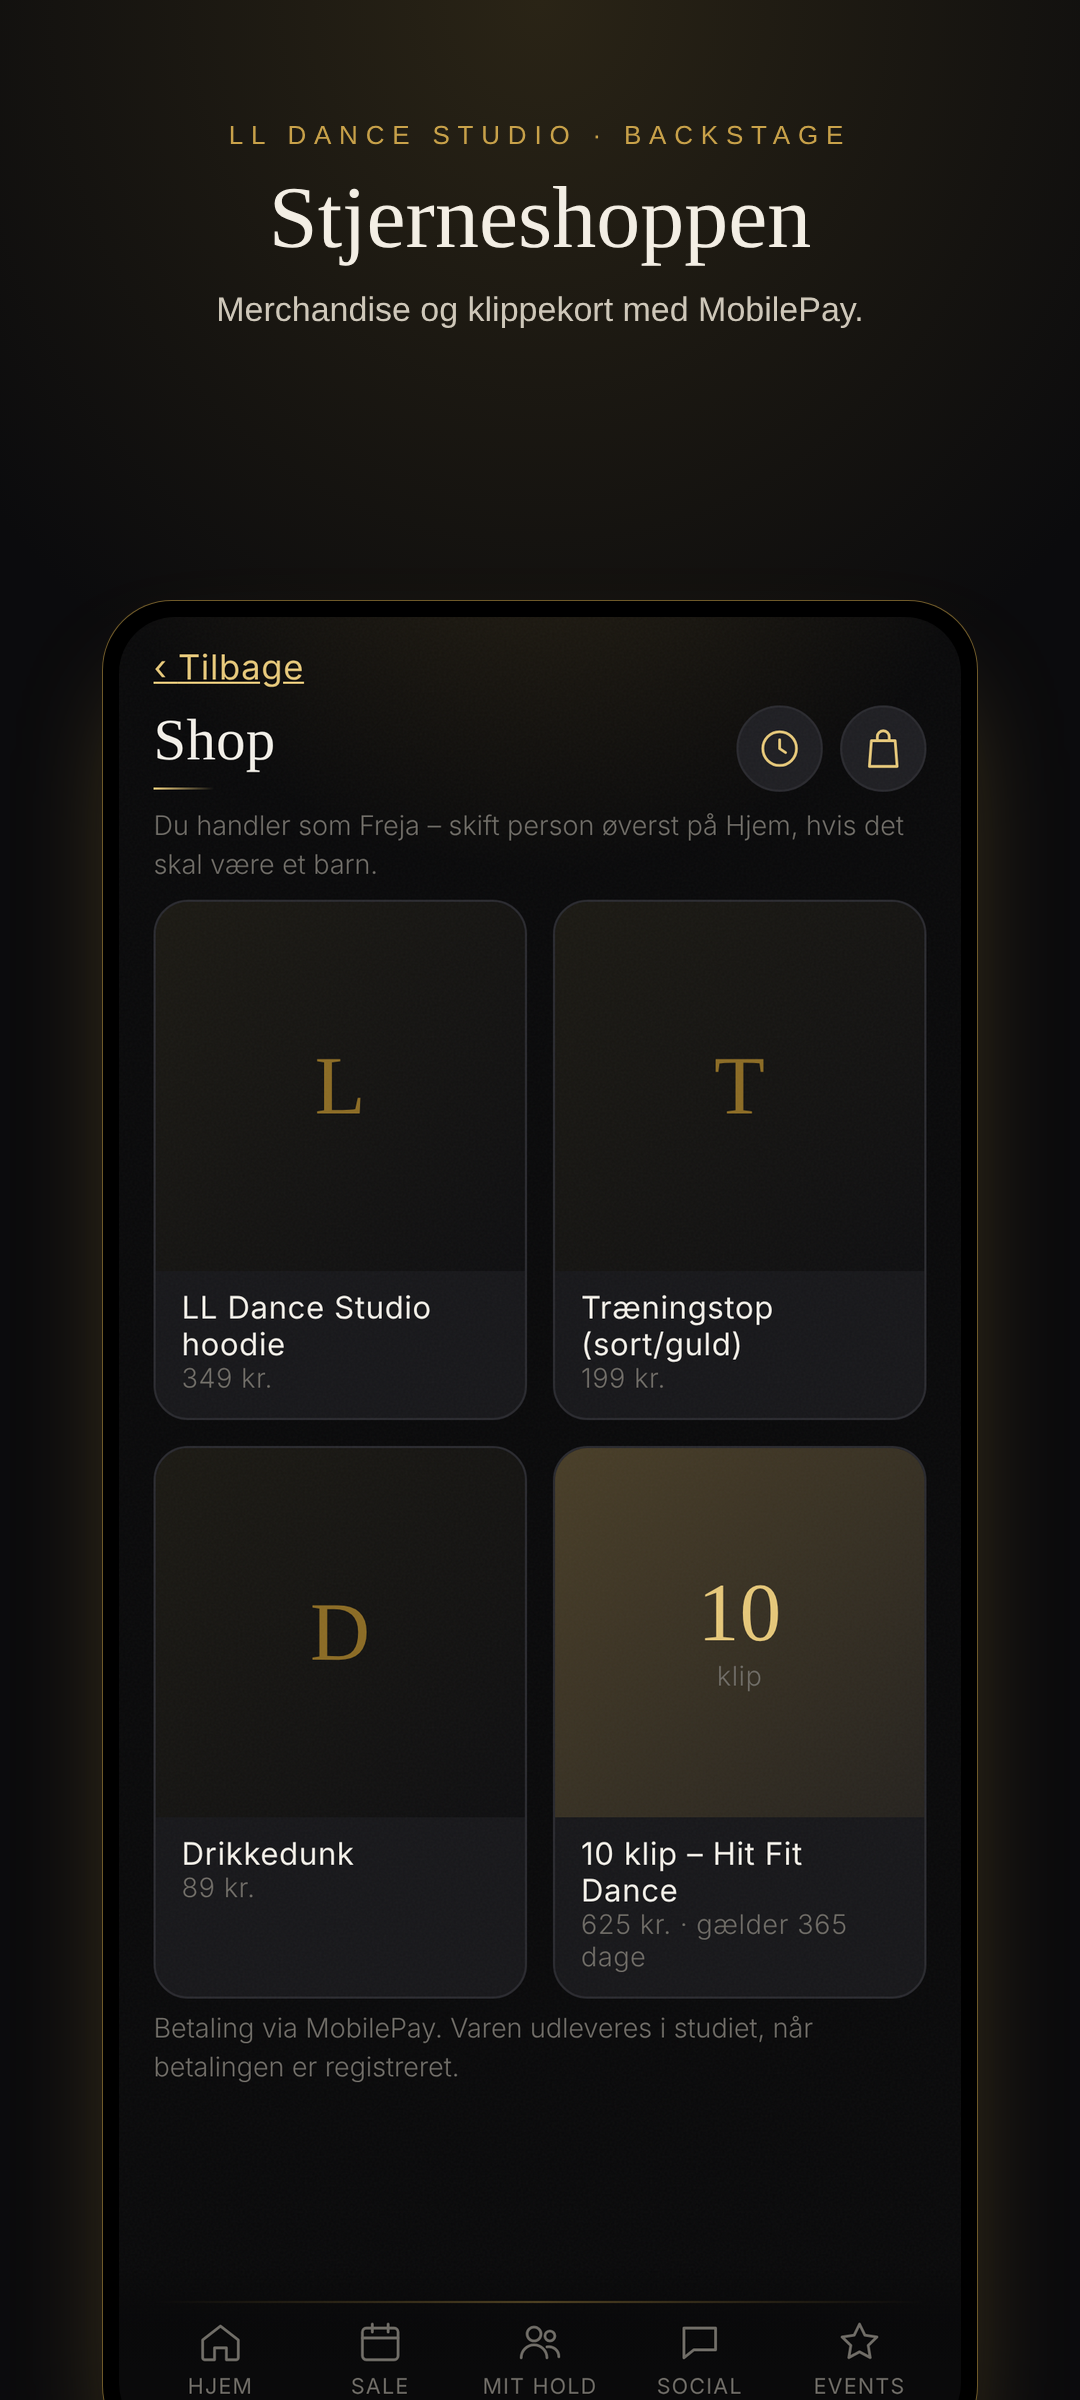 LL DANCE STUDIO · BACKSTAGE
Stjerneshoppen
Merchandise og klippekort med MobilePay.
‹ Tilbage
Shop
Du handler som Freja – skift person øverst på Hjem, hvis det
skal være et barn.
L
T
LL Dance Studio
hoodie
349 kr.
Træningstop
(sort/guld)
199 kr.
D
10
klip
Drikkedunk
89 kr.
10 klip – Hit Fit
Dance
625 kr. · gælder 365
dage
Betaling via MobilePay. Varen udleveres i studiet, når
betalingen er registreret.
HJEM
SALE
MIT HOLD
SOCIAL
EVENTS